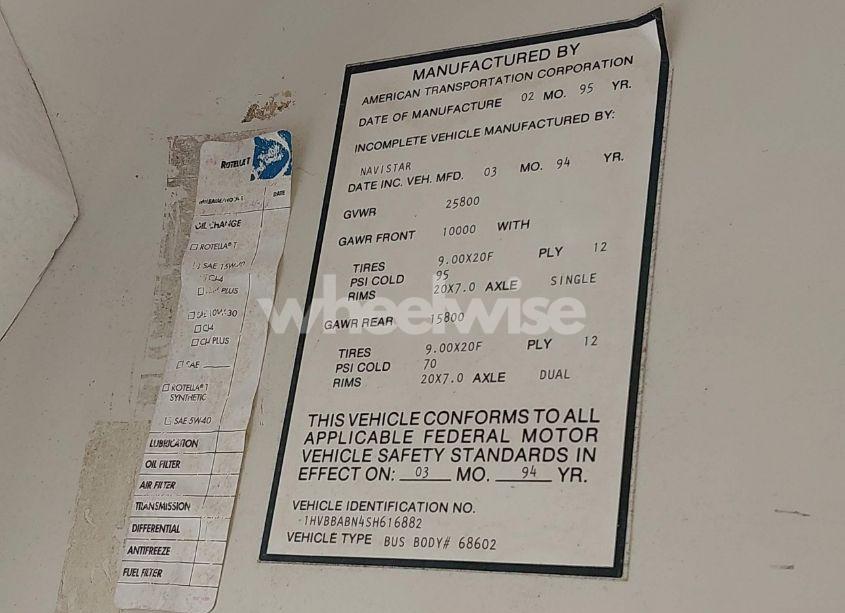 MANUFACTURED BY
AMERICAN TRANSPORTATION CORPORATION
DATE OF MANUFACTURE 02 MO. 95 YR.
INCOMPLETE VEHICLE MANUFACTURED BY:
NAVISTAR
DATE INC. VEH. MFD. 03 MO. 94 YR.
GVWR 25800
GAWR FRONT 10000 WITH
TIRES 9.00X20F PLY 12
PSI COLD 95
RIMS 20X7.0 AXLE SINGLE
GAWR REAR 15800
TIRES 9.00X20F PLY 12
PSI COLD 70
RIMS 20X7.0 AXLE DUAL
THIS VEHICLE CONFORMS TO ALL
APPLICABLE FEDERAL MOTOR
VEHICLE SAFETY STANDARDS IN
EFFECT ON: 03 MO. 94 YR.
VEHICLE IDENTIFICATION NO.
1HVBBABN4SH616882
VEHICLE TYPE BUS BODY# 68602
wheelwise
ROTELLA T
DATE
OIL CHANGE
ROTELLA® T
SAE 15W-40
CH4
PLUS
CH4
CH PLUS
SAE
ROTELLA® T
SYNTHETIC
SAE 5W-40
LUBRICATION
OIL FILTER
AIR FILTER
TRANSMISSION
DIFFERENTIAL
ANTIFREEZE
FUEL FILTER